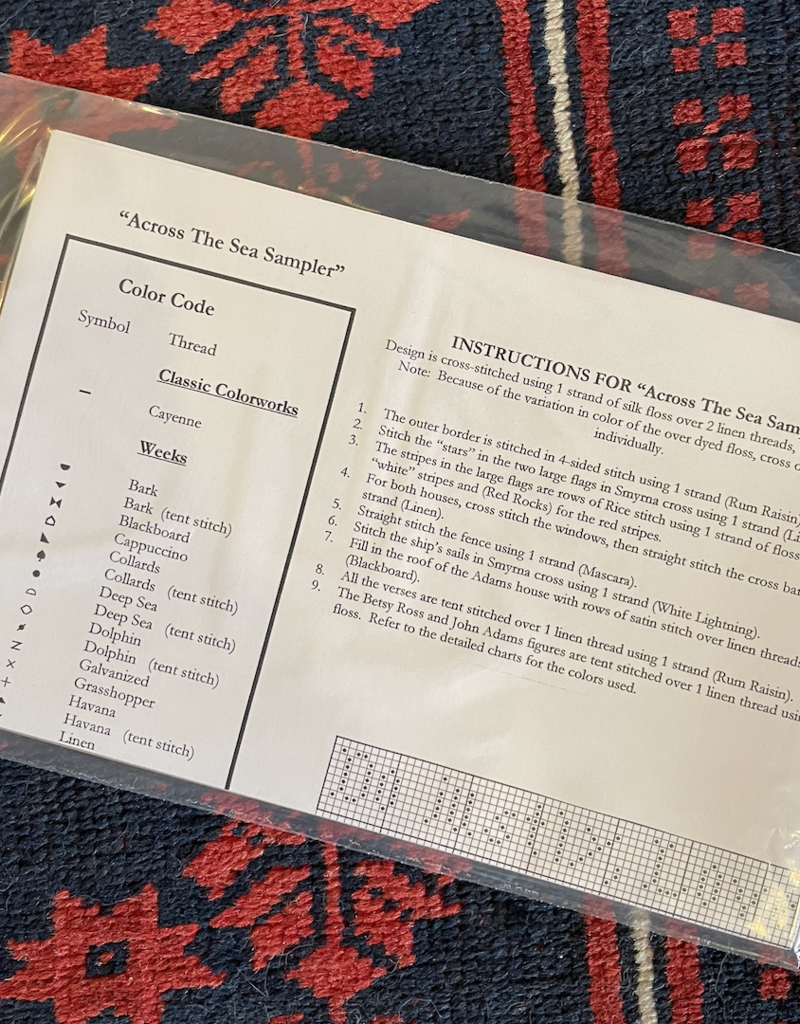 "Across The Sea Sampler"
Color Code
Symbol Thread
Classic Colorworks
Cayenne
Weeks
Bark
Bark (tent stitch)
Blackboard
Cappuccino
Collards
Collards (tent stitch)
Deep Sea
Deep Sea (tent stitch)
Dolphin
Dolphin (tent stitch)
Galvanized
Grasshopper
Havana
Havana (tent stitch)
Linen
INSTRUCTIONS FOR "Across The Sea Sam
Design is cross-stitched using 1 strand of silk floss over 2 linen threads,
Note: Because of the variation in color of the over dyed floss, cross
individually.
1. The outer border is stitched in 4-sided stitch using 1 strand (Rum Raisin)
2. Stitch the "stars" in the two large flags in Smyrna cross using 1 strand (Li
3. The stripes in the large flags are rows of Rice stitch using 1 strand of floss
"white" stripes and (Red Rocks) for the red stripes.
4. For both houses, cross stitch the windows, then straight stitch the cross bar
strand (Linen).
5. Straight stitch the fence using 1 strand (Mascara).
6. Stitch the ship's sails in Smyrna cross using 1 strand (White Lightning).
7. Fill in the roof of the Adams house with rows of satin stitch over linen threads
(Blackboard).
8. All the verses are tent stitched over 1 linen thread using 1 strand (Rum Raisin).
9. The Betsy Ross and John Adams figures are tent stitched over 1 linen thread usi
floss. Refer to the detailed charts for the colors used.